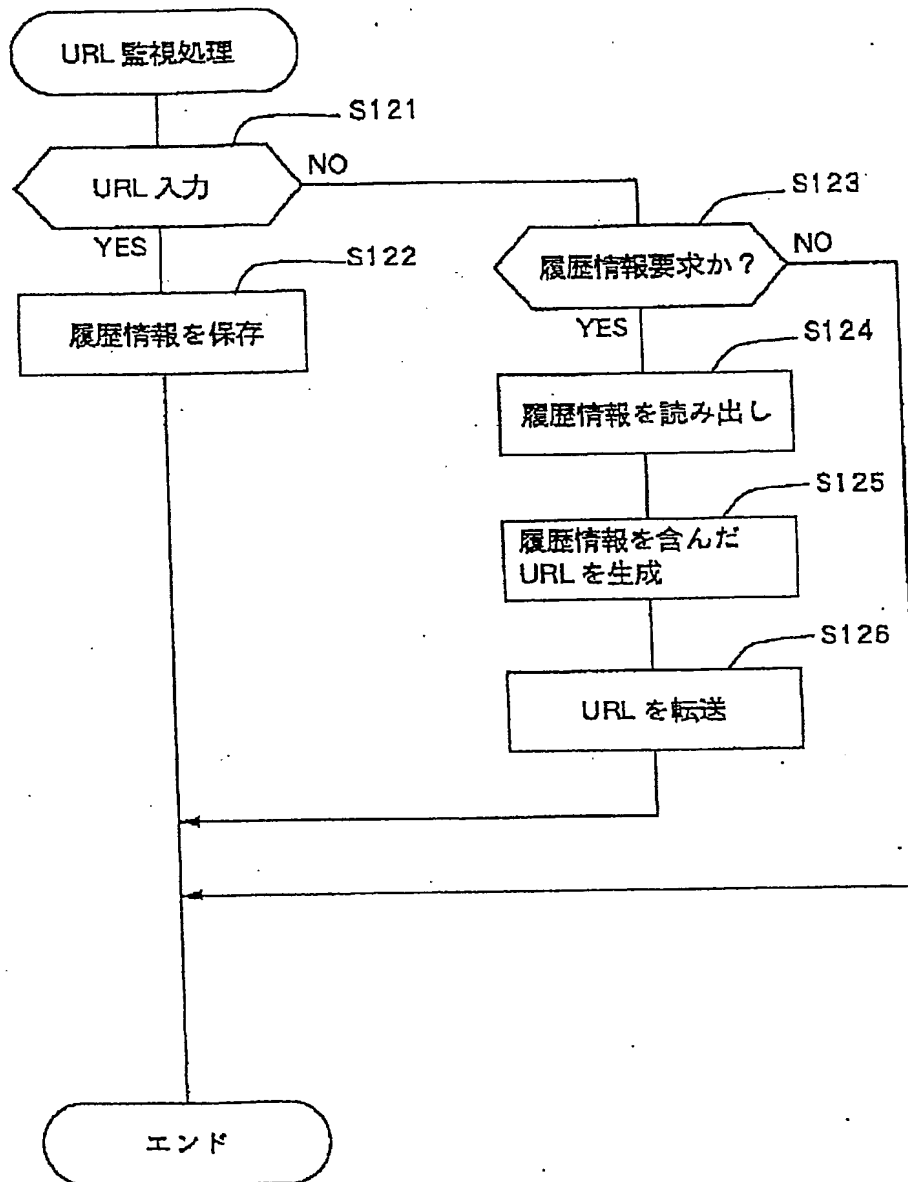 URL 監視処理
S121
URL 入力
NO
YES
S122
履歴情報を保存
S123
履歴情報要求か?
NO
YES
S124
履歴情報を読み出し
S125
履歴情報を含んだ
URL を生成
S126
URL を転送
エンド